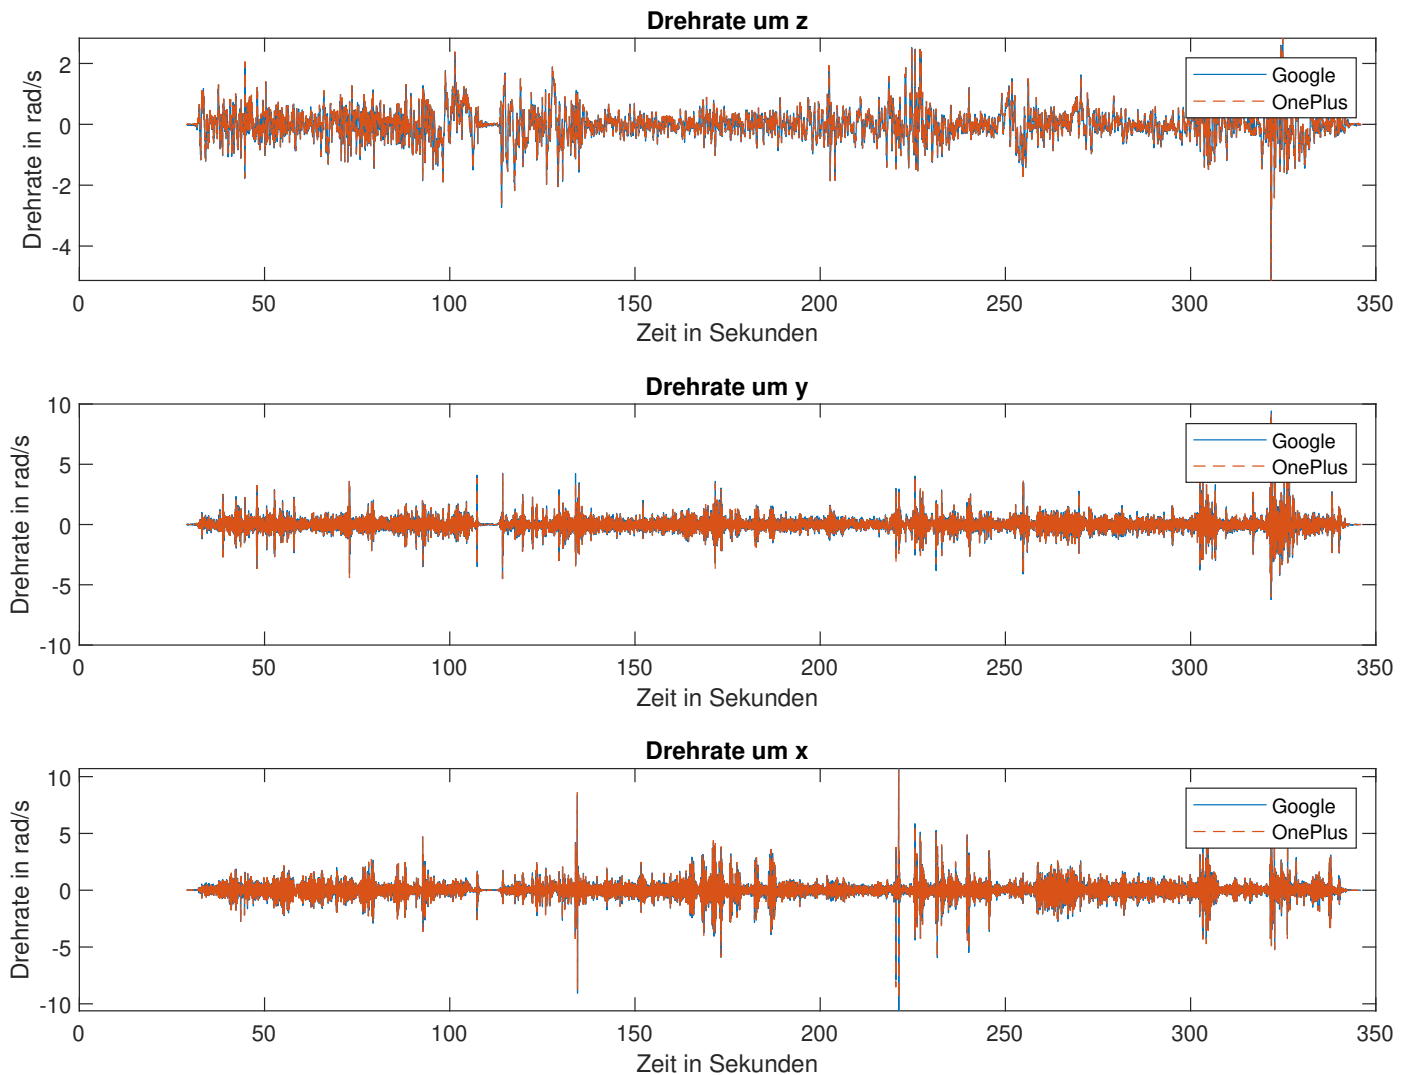 Drehrate um z
Drehrate in rad/s
2
0
-2
-4
Google
OnePlus
0 50 100 150 200 250 300 350
Zeit in Sekunden
Drehrate um y
Drehrate in rad/s
10
5
0
-5
-10
Google
OnePlus
0 50 100 150 200 250 300 350
Zeit in Sekunden
Drehrate um x
Drehrate in rad/s
10
5
0
-5
-10
Google
OnePlus
0 50 100 150 200 250 300 350
Zeit in Sekunden